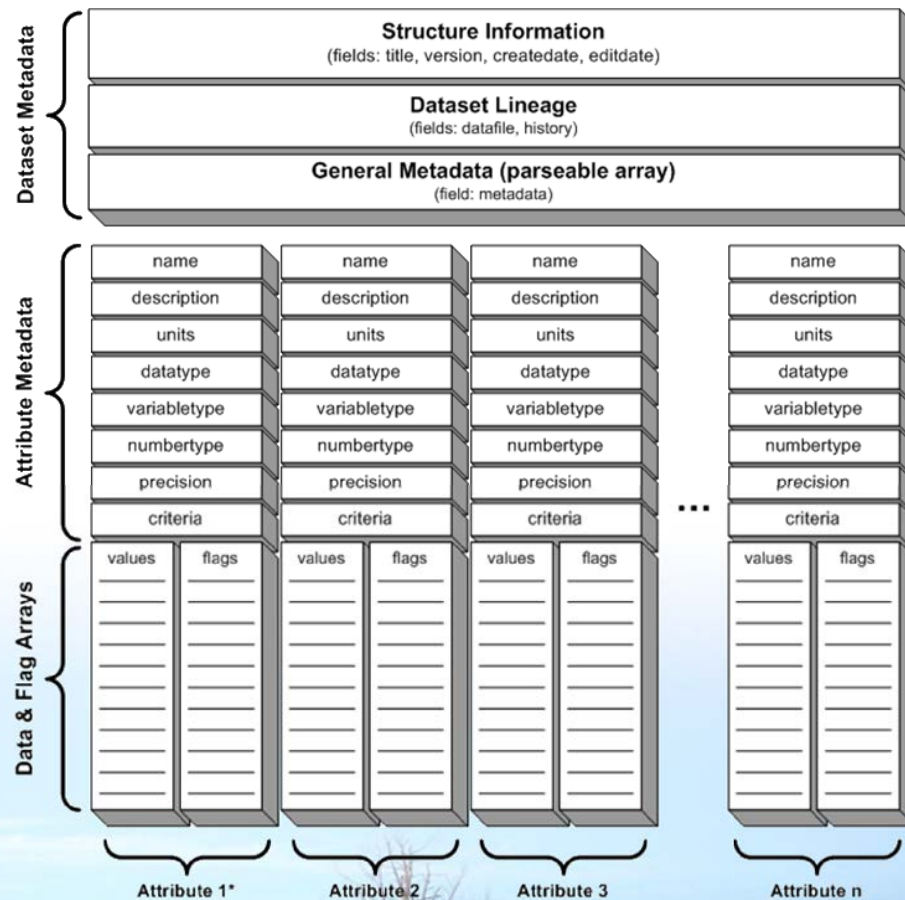 Dataset Metadata
Structure Information
(fields: title, version, createdate, editdate)
Dataset Lineage
(fields: datafile, history)
General Metadata (parseable array)
(field: metadata)
Attribute Metadata
name name name name
description description description description
units units units units
datatype datatype datatype datatype
variabletype variabletype variabletype variabletype
numbertype numbertype numbertype numbertype
precision precision precision precision
...
criteria criteria criteria criteria
Data & Flag Arrays
values flags values flags values flags values flags
Attribute 1* Attribute 2 Attribute 3 Attribute n